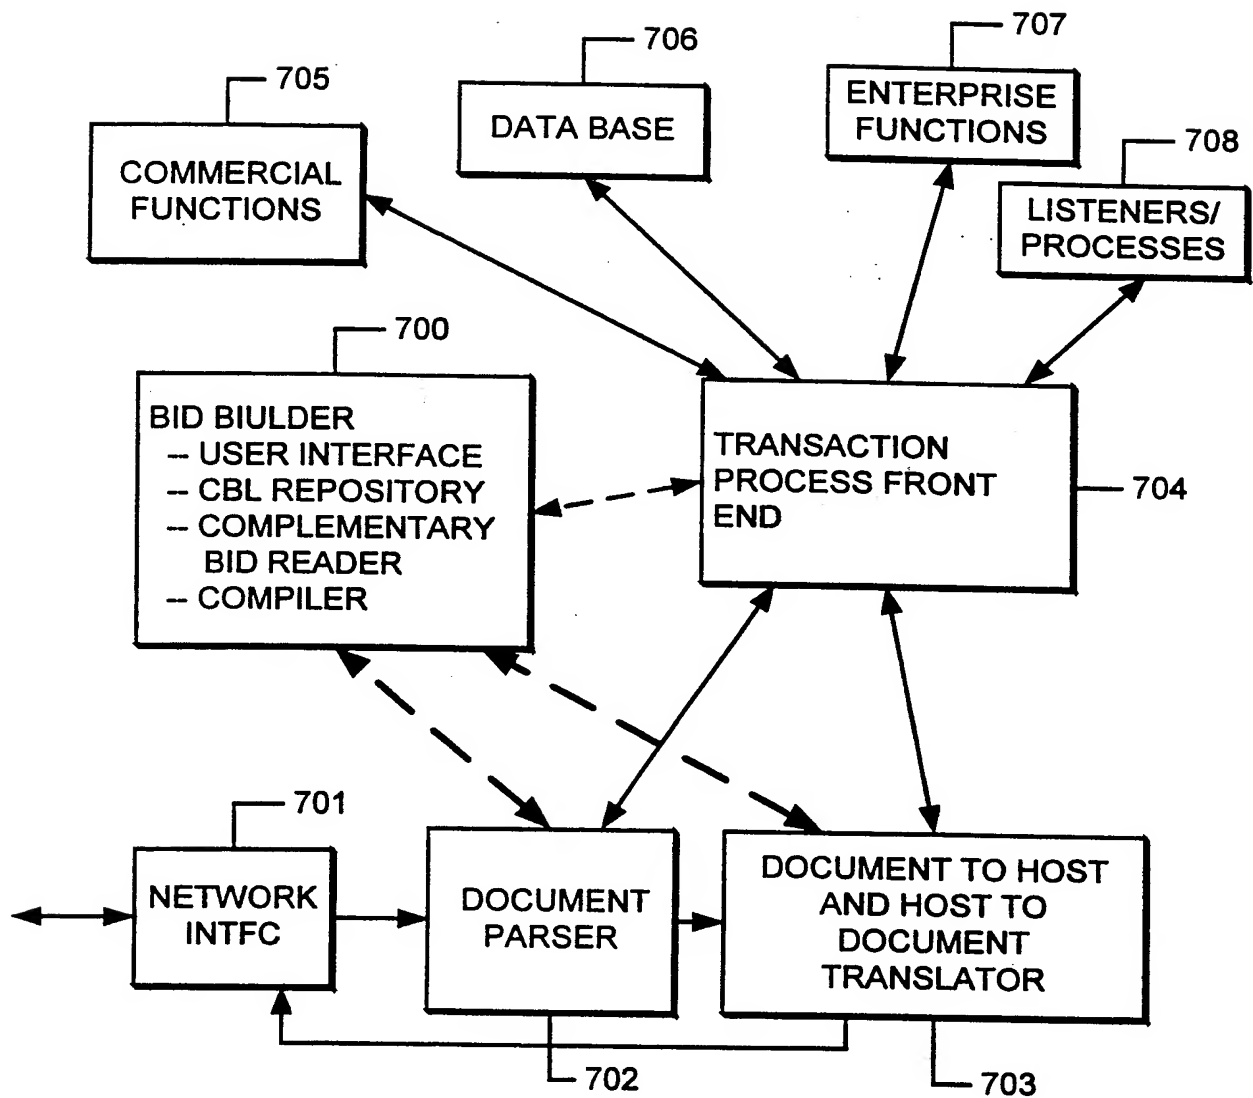 707
706
705
ENTERPRISE
FUNCTIONS
DATA BASE
708
COMMERCIAL
FUNCTIONS
LISTENERS/
PROCESSES
700
BID BIULDER
-- USER INTERFACE
-- CBL REPOSITORY
-- COMPLEMENTARY
BID READER
-- COMPILER
TRANSACTION
PROCESS FRONT
END
704
701
NETWORK
INTFC
DOCUMENT
PARSER
DOCUMENT TO HOST
AND HOST TO
DOCUMENT
TRANSLATOR
702
703